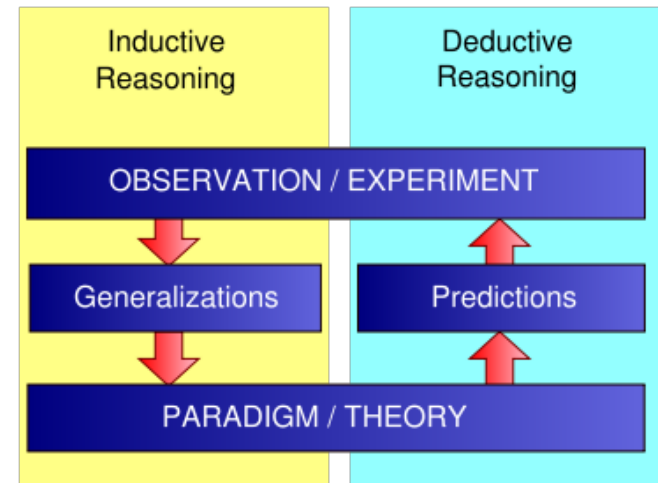 Inductive
Reasoning
Deductive
Reasoning
OBSERVATION / EXPERIMENT
Generalizations
Predictions
PARADIGM / THEORY